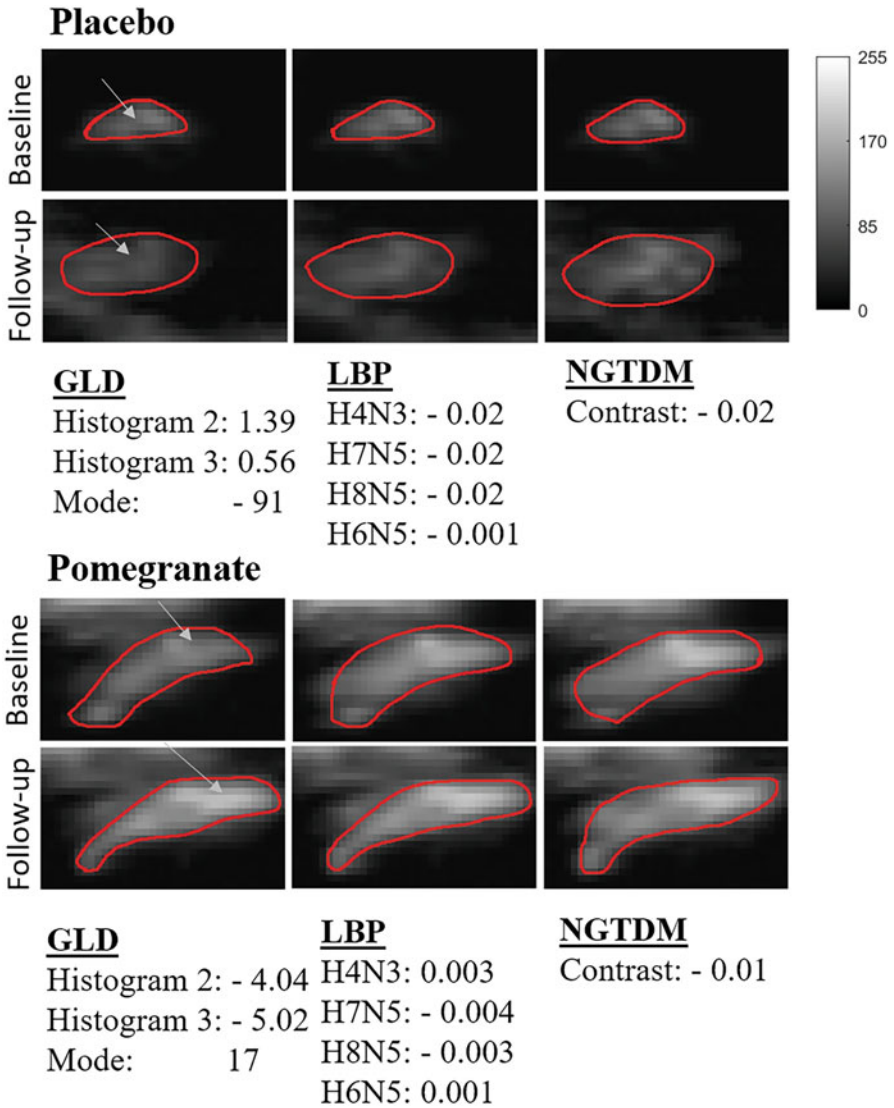 Placebo
Baseline
Follow-up
255
170
85
0
GLD
Histogram 2: 1.39
Histogram 3: 0.56
Mode: - 91
LBP
H4N3: - 0.02
H7N5: - 0.02
H8N5: - 0.02
H6N5: - 0.001
NGTDM
Contrast: - 0.02
Pomegranate
Baseline
Follow-up
GLD
Histogram 2: - 4.04
Histogram 3: - 5.02
Mode: 17
LBP
H4N3: 0.003
H7N5: - 0.004
H8N5: - 0.003
H6N5: 0.001
NGTDM
Contrast: - 0.01